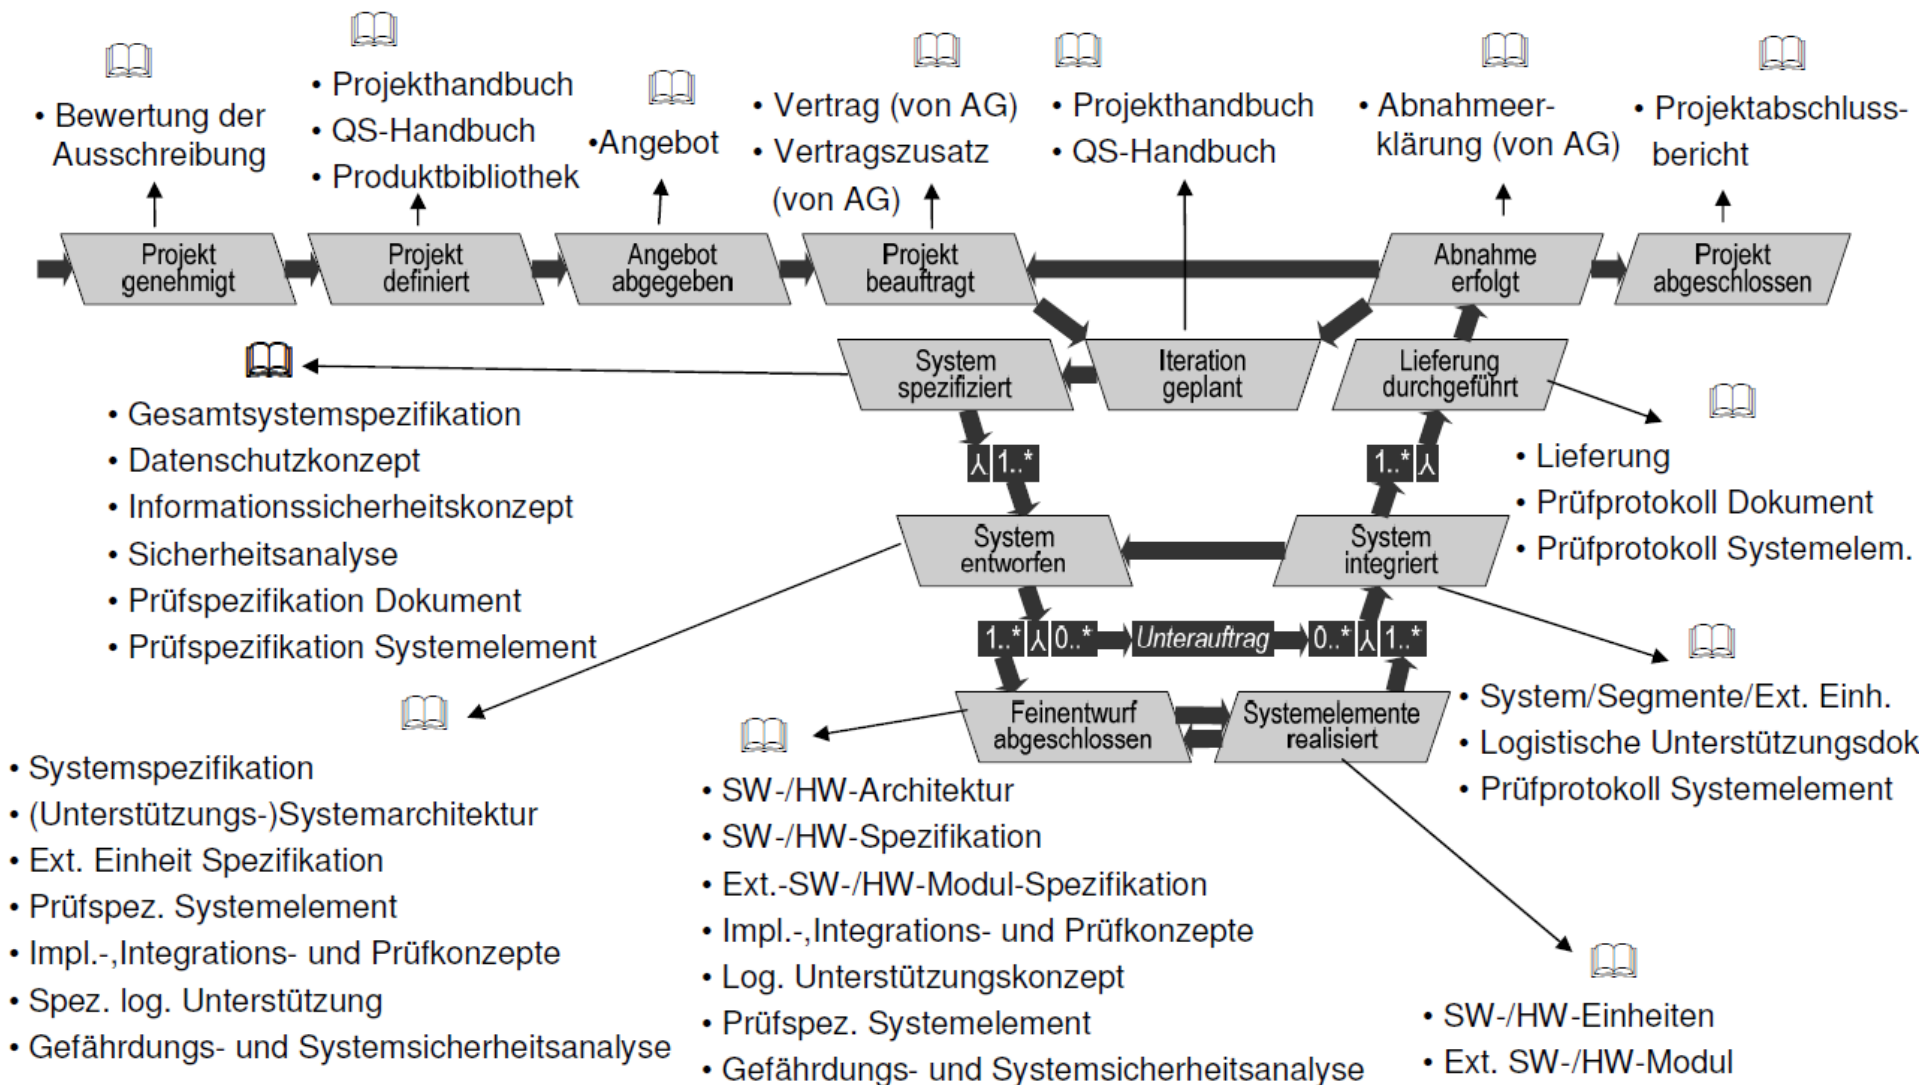 • Bewertung der
Ausschreibung
• Projekthandbuch
• QS-Handbuch
• Produktbibliothek
•Angebot
• Vertrag (von AG)
• Vertragszusatz
(von AG)
• Projekthandbuch
• QS-Handbuch
• Abnahmeer-
klärung (von AG)
• Projektabschluss-
bericht
Projekt
genehmigt
Projekt
definiert
Angebot
abgegeben
Projekt
beauftragt
Abnahme
erfolgt
Projekt
abgeschlossen
System
spezifiziert
Iteration
geplant
Lieferung
durchgeführt
• Gesamtsystemspezifikation
• Datenschutzkonzept
• Informationssicherheitskonzept
• Sicherheitsanalyse
• Prüfspezifikation Dokument
• Prüfspezifikation Systemelement
1..*
1..*
• Lieferung
• Prüfprotokoll Dokument
• Prüfprotokoll Systemelem.
System
entworfen
System
integriert
1..* 0..* Unterauftrag 0..* 1..*
Feinentwurf
abgeschlossen
Systemelemente
realisiert
• System/Segmente/Ext. Einh.
• Logistische Unterstützungsdok
• Prüfprotokoll Systemelement
• Systemspezifikation
• (Unterstützungs-)Systemarchitektur
• Ext. Einheit Spezifikation
• Prüfspez. Systemelement
• Impl.-,Integrations- und Prüfkonzepte
• Spez. log. Unterstützung
• Gefährdungs- und Systemsicherheitsanalyse
• SW-/HW-Architektur
• SW-/HW-Spezifikation
• Ext.-SW-/HW-Modul-Spezifikation
• Impl.-,Integrations- und Prüfkonzepte
• Log. Unterstützungskonzept
• Prüfspez. Systemelement
• Gefährdungs- und Systemsicherheitsanalyse
• SW-/HW-Einheiten
• Ext. SW-/HW-Modul